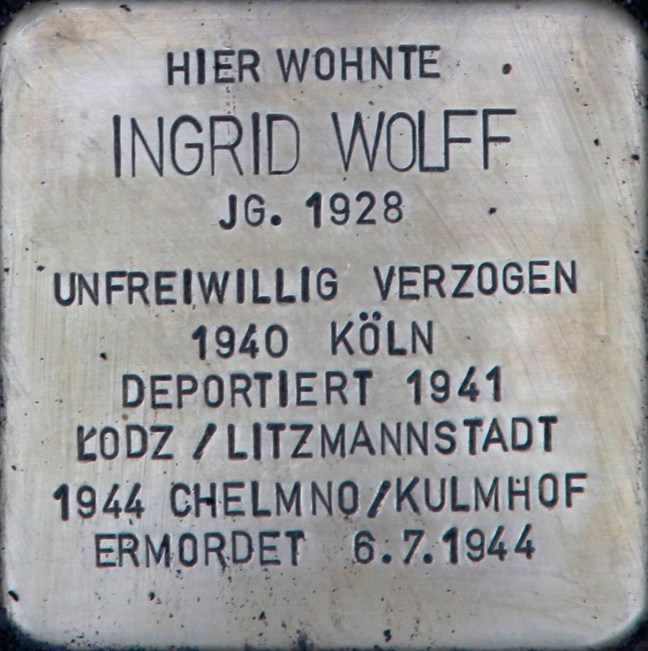 HIER WOHNTE
INGRID WOLFF
JG. 1928
UNFREIWILLIG VERZOGEN
1940 KÖLN
DEPORTIERT 1941
ŁODZ / LITZMANNSTADT
1944 CHELMNO/KULMHOF
ERMORDET 6.7.1944